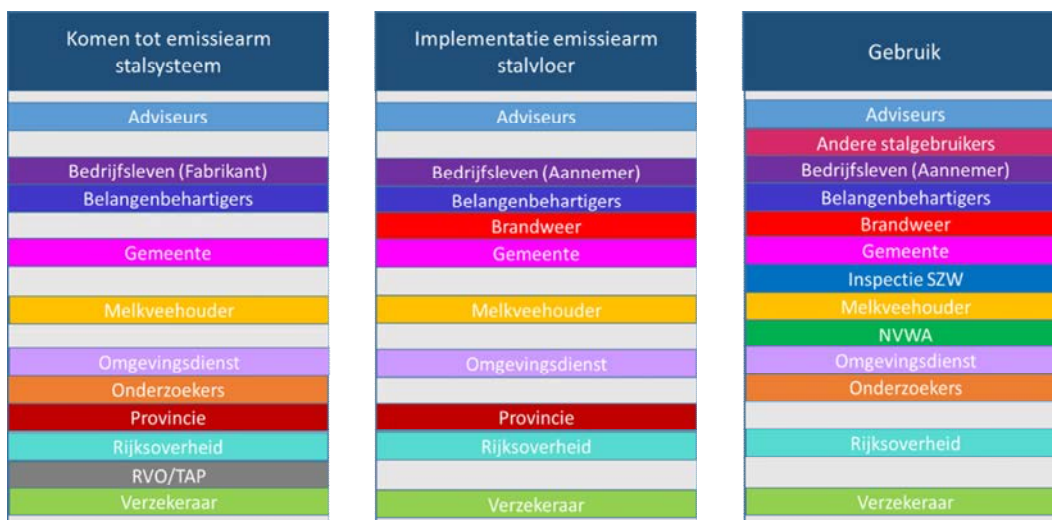 Komen tot emissiearm
stalsysteem
Adviseurs
Bedrijfsleven (Fabrikant)
Belangenbehartigers
Gemeente
Melkveehouder
Omgevingsdienst
Onderzoekers
Provincie
Rijksoverheid
RVO/TAP
Verzekeraar
Implementatie emissiearm
stalvloer
Adviseurs
Bedrijfsleven (Aannemer)
Belangenbehartigers
Brandweer
Gemeente
Melkveehouder
Omgevingsdienst
Provincie
Rijksoverheid
Verzekeraar
Gebruik
Adviseurs
Andere stalgebruikers
Bedrijfsleven (Aannemer)
Belangenbehartigers
Brandweer
Gemeente
Inspectie SZW
Melkveehouder
NVWA
Omgevingsdienst
Onderzoekers
Rijksoverheid
Verzekeraar